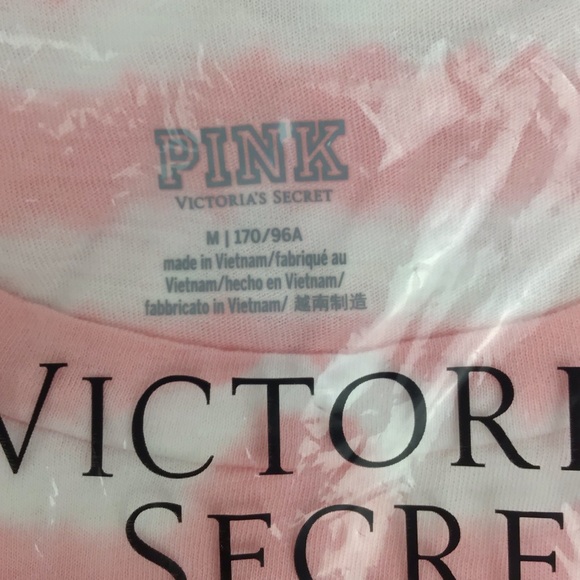 PINK
VICTORIA'S SECRET
M | 170/96A
made in Vietnam/fabriqué au
Vietnam/hecho en Vietnam/
fabbricato in Vietnam/ 越南制造
VICTORI
SECRE